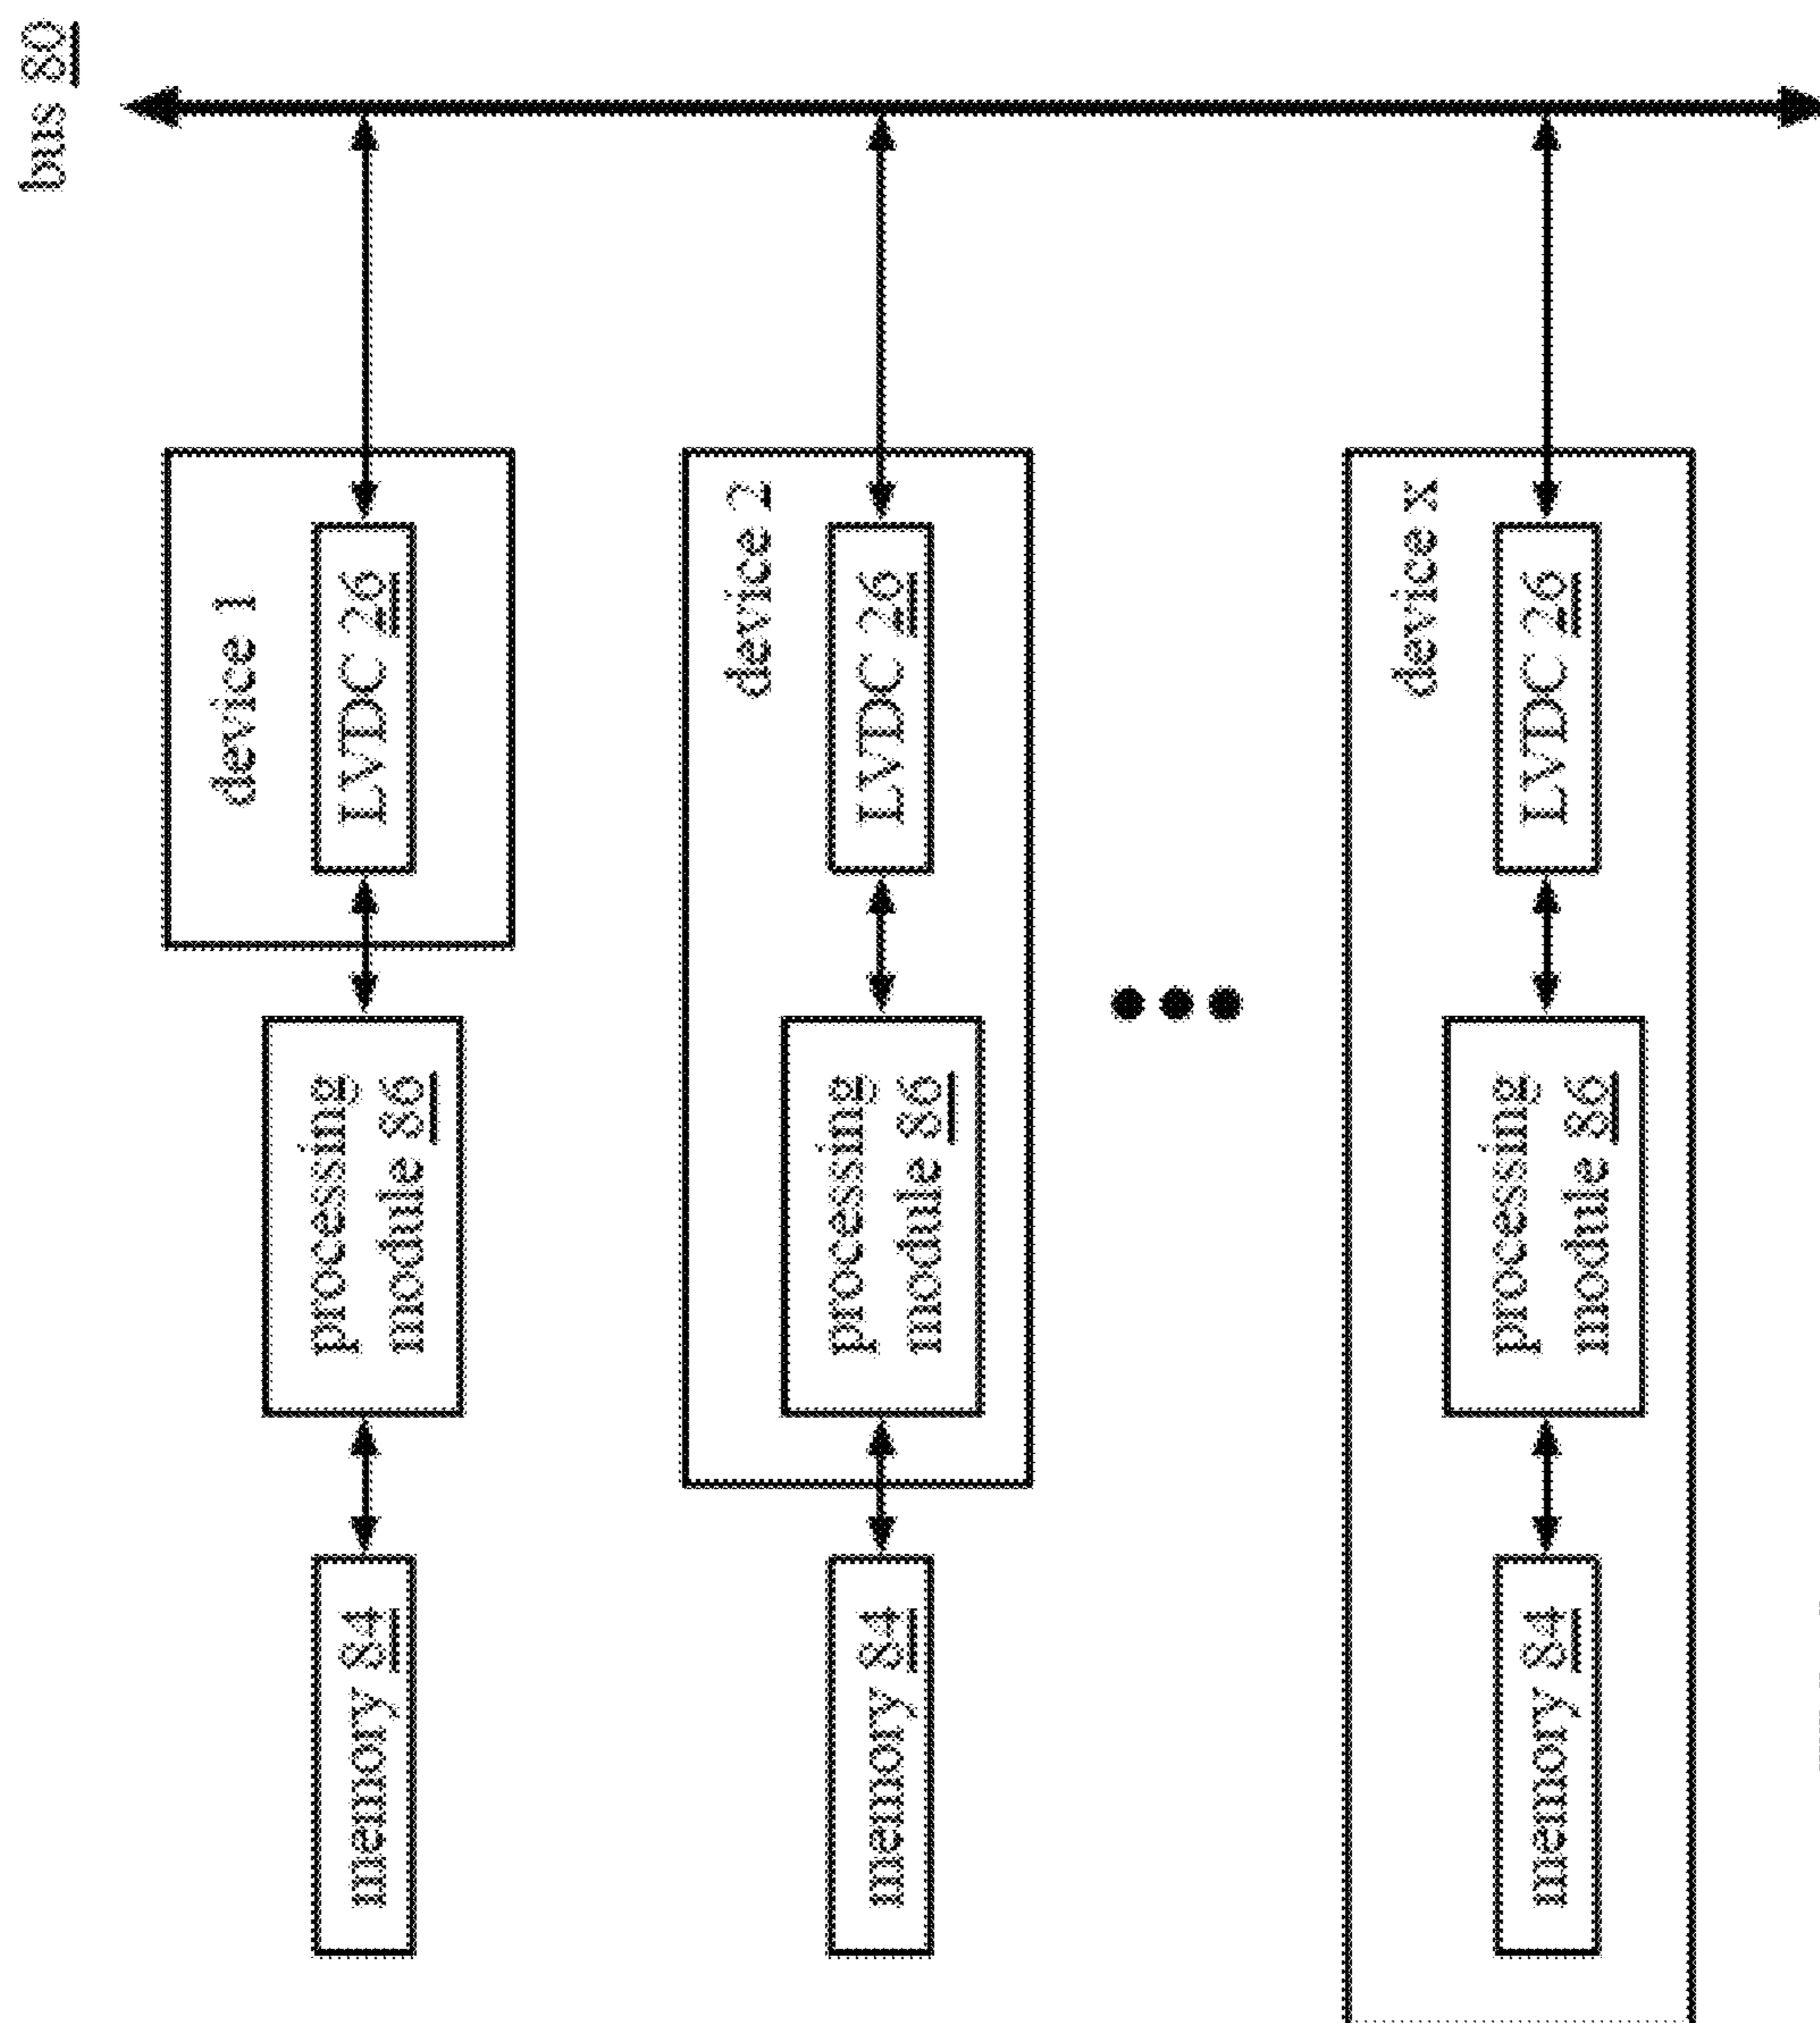 bus 80
device 1
memory 84
processing
module 86
LVDC 26
device 2
memory 84
processing
module 86
LVDC 26
device x
memory 84
processing
module 86
LVDC 26